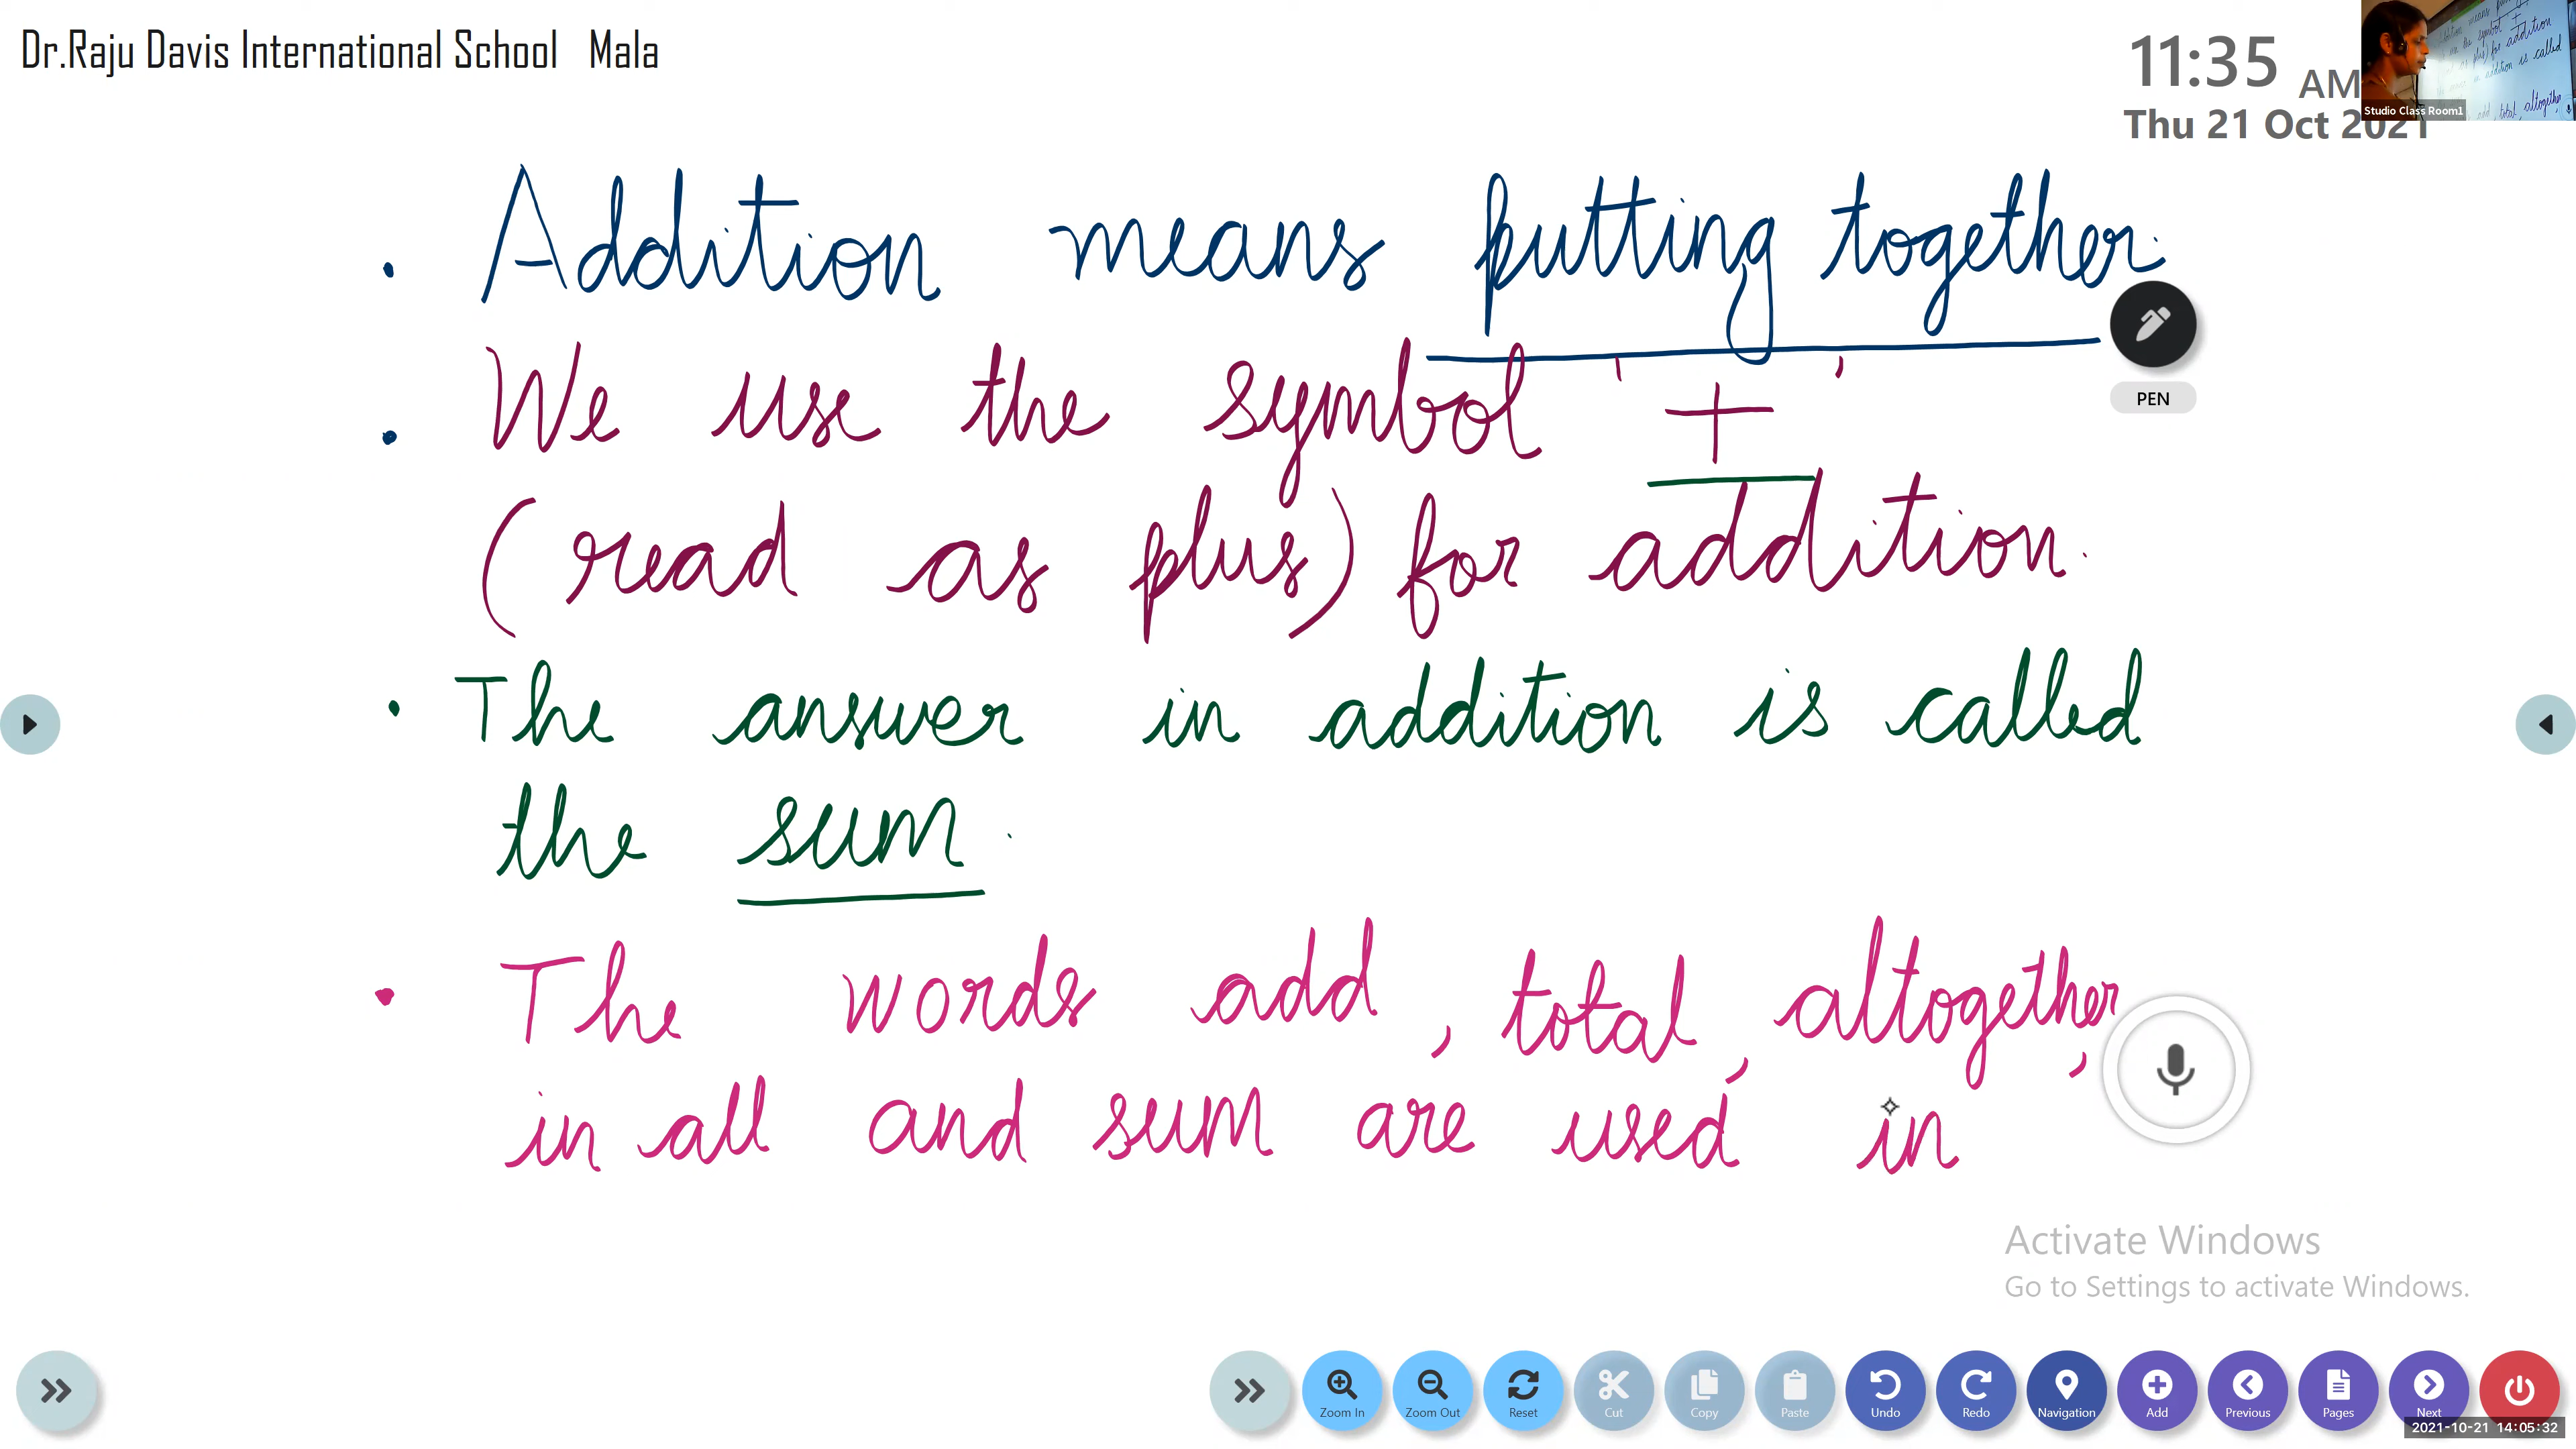 Dr.Raju Davis International School Mala
11:35 AM
Thu 21 Oct 2021
Studio Class Room1
. Addition means putting together.
PEN
. We use the symbol '+'
(read as plus) for addition.
. The answer in addition is called
the sum.
. The words add, total, altogether,
in all and sum are used in
Activate Windows
Go to Settings to activate Windows.
Zoom In Zoom Out Reset Cut Copy Paste Undo Redo Navigation Add Previous Pages Next
2021-10-21 14:05:32